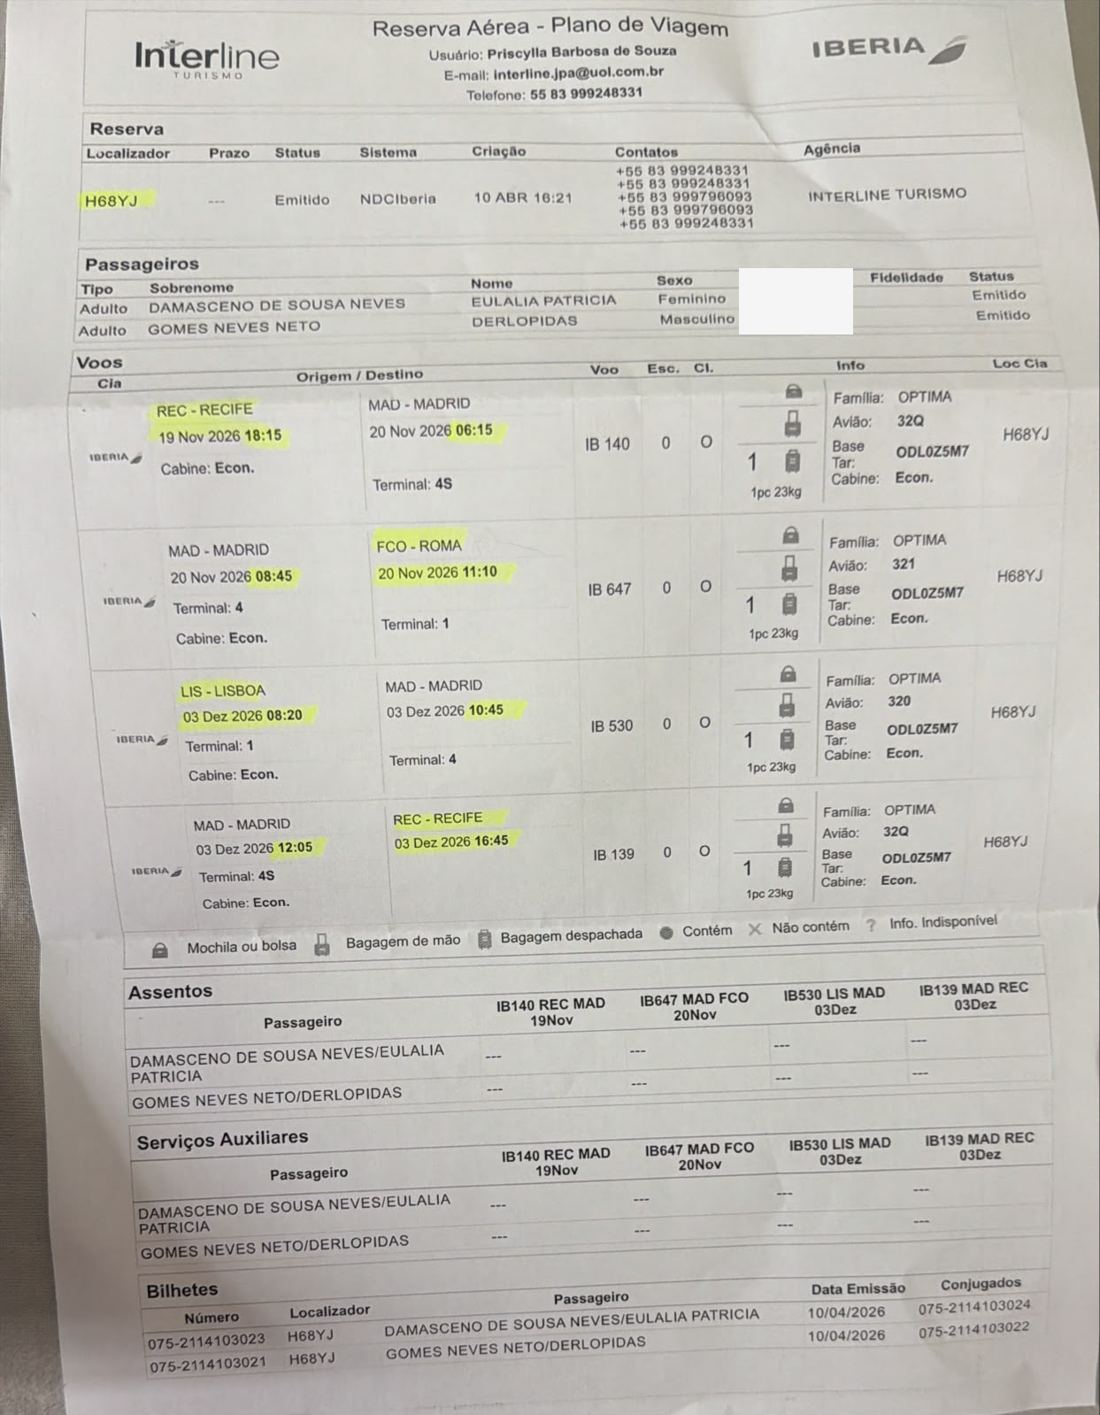 Interline
TURISMO
Reserva Aérea - Plano de Viagem
Usuário: Priscylla Barbosa de Souza
E-mail: interline.jpa@uol.com.br
Telefone: 55 83 999248331
IBERIA
Reserva
Localizador Prazo Status Sistema Criação Contatos Agência
H68YJ --- Emitido NDCIberia 10 ABR 16:21 +55 83 999248331 INTERLINE TURISMO
+55 83 999248331
+55 83 999796093
+55 83 999796093
+55 83 999248331
Passageiros
Tipo Sobrenome Nome Sexo Fidelidade Status
Adulto DAMASCENO DE SOUSA NEVES EULALIA PATRICIA Feminino Emitido
Adulto GOMES NEVES NETO DERLOPIDAS Masculino Emitido
Voos
Cia Origem / Destino Voo Esc. Cl. Info Loc Cia
REC - RECIFE MAD - MADRID Família: OPTIMA
19 Nov 2026 18:15 20 Nov 2026 06:15 Avião: 32Q
IBERIA IB 140 0 O 1 Base Tar: ODL0Z5M7 H68YJ
Cabine: Econ. Terminal: 4S 1pc 23kg Cabine: Econ.
MAD - MADRID FCO - ROMA Família: OPTIMA
20 Nov 2026 08:45 20 Nov 2026 11:10 Avião: 321
IBERIA IB 647 0 O 1 Base Tar: ODL0Z5M7 H68YJ
Terminal: 4 Terminal: 1 1pc 23kg Cabine: Econ.
Cabine: Econ.
LIS - LISBOA MAD - MADRID Família: OPTIMA
03 Dez 2026 08:20 03 Dez 2026 10:45 Avião: 320
IBERIA IB 530 0 O 1 Base Tar: ODL0Z5M7 H68YJ
Terminal: 1 Terminal: 4 1pc 23kg Cabine: Econ.
Cabine: Econ.
MAD - MADRID REC - RECIFE Família: OPTIMA
03 Dez 2026 12:05 03 Dez 2026 16:45 Avião: 32Q
IBERIA IB 139 0 O 1 Base Tar: ODL0Z5M7 H68YJ
Terminal: 4S 1pc 23kg Cabine: Econ.
Cabine: Econ.
Mochila ou bolsa Bagagem de mão Bagagem despachada Contém Não contém ? Info. Indisponível
Assentos
Passageiro IB140 REC MAD 19Nov IB647 MAD FCO 20Nov IB530 LIS MAD 03Dez IB139 MAD REC 03Dez
DAMASCENO DE SOUSA NEVES/EULALIA PATRICIA --- --- --- ---
GOMES NEVES NETO/DERLOPIDAS --- --- --- ---
Serviços Auxiliares
Passageiro IB140 REC MAD 19Nov IB647 MAD FCO 20Nov IB530 LIS MAD 03Dez IB139 MAD REC 03Dez
DAMASCENO DE SOUSA NEVES/EULALIA PATRICIA --- --- --- ---
GOMES NEVES NETO/DERLOPIDAS --- --- --- ---
Bilhetes
Número Localizador Passageiro Data Emissão Conjugados
075-2114103023 H68YJ DAMASCENO DE SOUSA NEVES/EULALIA PATRICIA 10/04/2026 075-2114103024
075-2114103021 H68YJ GOMES NEVES NETO/DERLOPIDAS 10/04/2026 075-2114103022